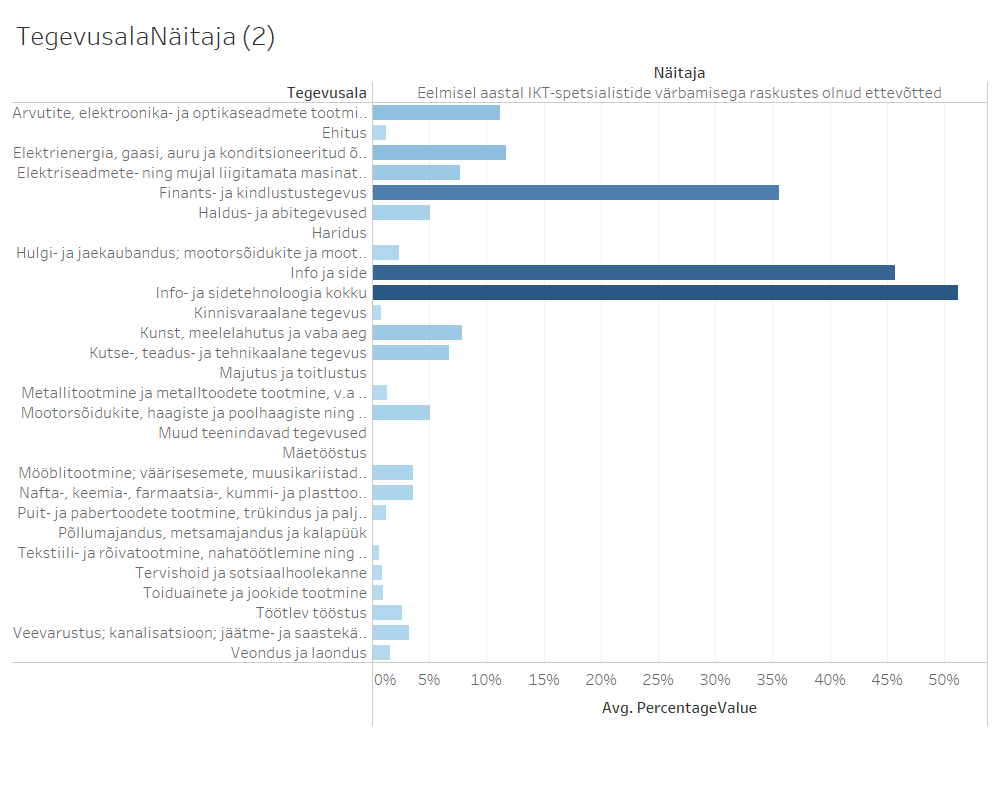 TegevusalaNäitaja (2)
Näitaja
Tegevusala Eelmisel aastal IKT-spetsialistide värbamisega raskustes olnud ettevõtted
Arvutite, elektroonika- ja optikaseadmete tootmi..
Ehitus
Elektrienergia, gaasi, auru ja konditsioneeritud õ..
Elektriseadmete- ning mujal liigitamata masinat..
Finants- ja kindlustustegevus
Haldus- ja abitegevused
Haridus
Hulgi- ja jaekaubandus; mootorsõidukite ja moot..
Info ja side
Info- ja sidetehnoloogia kokku
Kinnisvaraalane tegevus
Kunst, meelelahutus ja vaba aeg
Kutse-, teadus- ja tehnikaalane tegevus
Majutus ja toitlustus
Metallitootmine ja metalltoodete tootmine, v.a ..
Mootorsõidukite, haagiste ja poolhaagiste ning ..
Muud teenindavad tegevused
Mäetööstus
Mööblitootmine; väärisesemete, muusikariistad..
Nafta-, keemia-, farmaatsia-, kummi- ja plasttoo..
Puit- ja pabertoodete tootmine, trükindus ja palj..
Põllumajandus, metsamajandus ja kalapüük
Tekstiili- ja rõivatootmine, nahatöötlemine ning ..
Tervishoid ja sotsiaalhoolekanne
Toiduainete ja jookide tootmine
Töötlev tööstus
Veevarustus; kanalisatsioon; jäätme- ja saastekä..
Veondus ja laondus
0% 5% 10% 15% 20% 25% 30% 35% 40% 45% 50%
Avg. PercentageValue